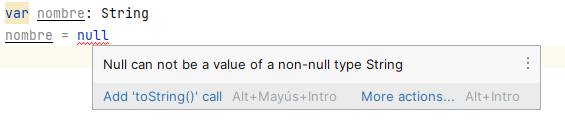 var nombre: String
nombre = null
Null can not be a value of a non-null type String
Add 'toString()' call Alt+Mayús+Intro More actions... Alt+Intro